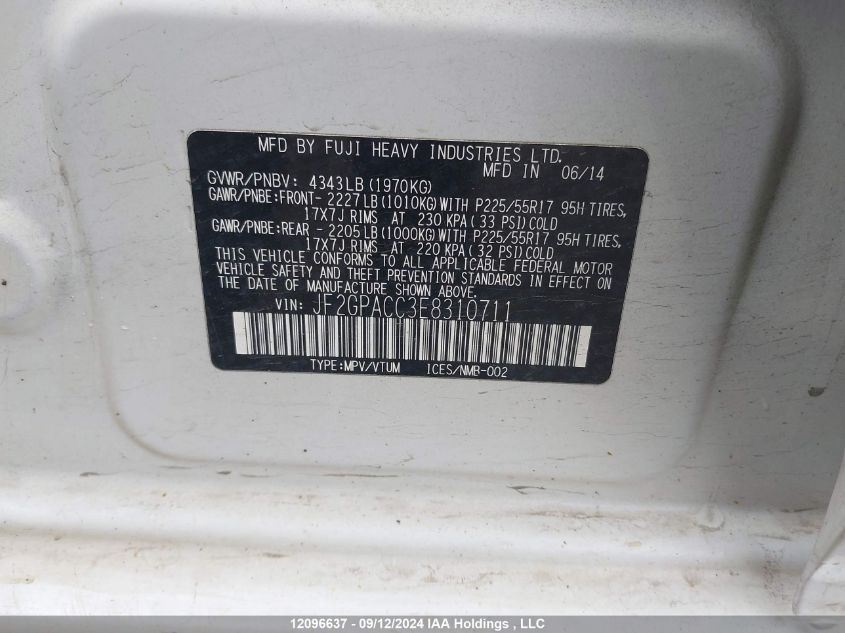 MFD BY FUJI HEAVY INDUSTRIES LTD.
MFD IN 06/14
GVWR/PNBV: 4343LB(1970KG)
GAWR/PNBE:FRONT- 2227LB(1010KG)WITH P225/55R17 95H TIRES,
17X7J RIMS AT 230 KPA(33 PSI)COLD
GAWR/PNBE:REAR - 2205LB(1000KG)WITH P225/55R17 95H TIRES,
17X7J RIMS AT 220 KPA(32 PSI)COLD
THIS VEHICLE CONFORMS TO ALL APPLICABLE FEDERAL MOTOR
VEHICLE SAFETY AND THEFT PREVENTION STANDARDS IN EFFECT ON
THE DATE OF MANUFACTURE SHOWN ABOVE.
VIN: JF2GPACC3E8310711
TYPE:MPV/VTUM ICES/NMB-002
12096637 - 09/12/2024 IAA Holdings , LLC